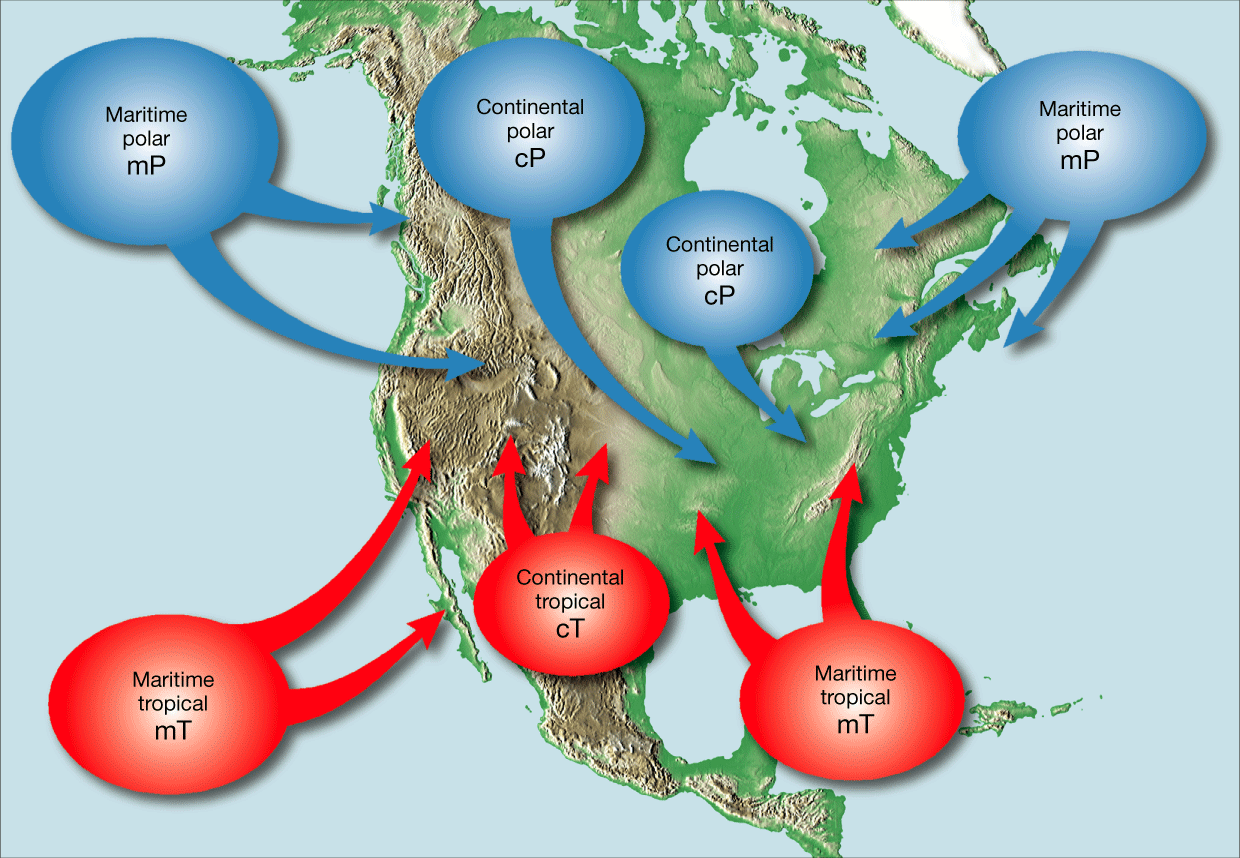 Maritime
polar
mP
Continental
polar
cP
Maritime
polar
mP
Continental
polar
cP
Continental
tropical
cT
Maritime
tropical
mT
Maritime
tropical
mT